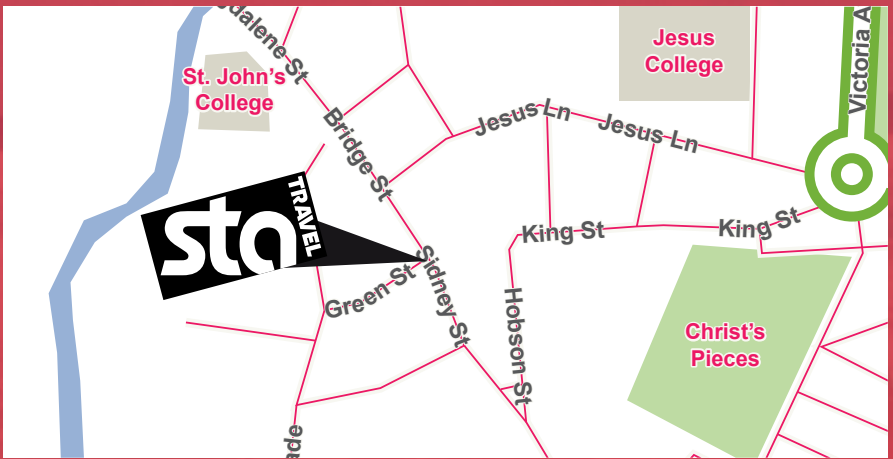 dalene St
St. John's
College
Jesus
College
Victoria A
Bridge St
Jesus Ln
Jesus Ln
sta
TRAVEL
King St
King St
Sidney St
Green St
Hobson St
Christ's
Pieces
ade